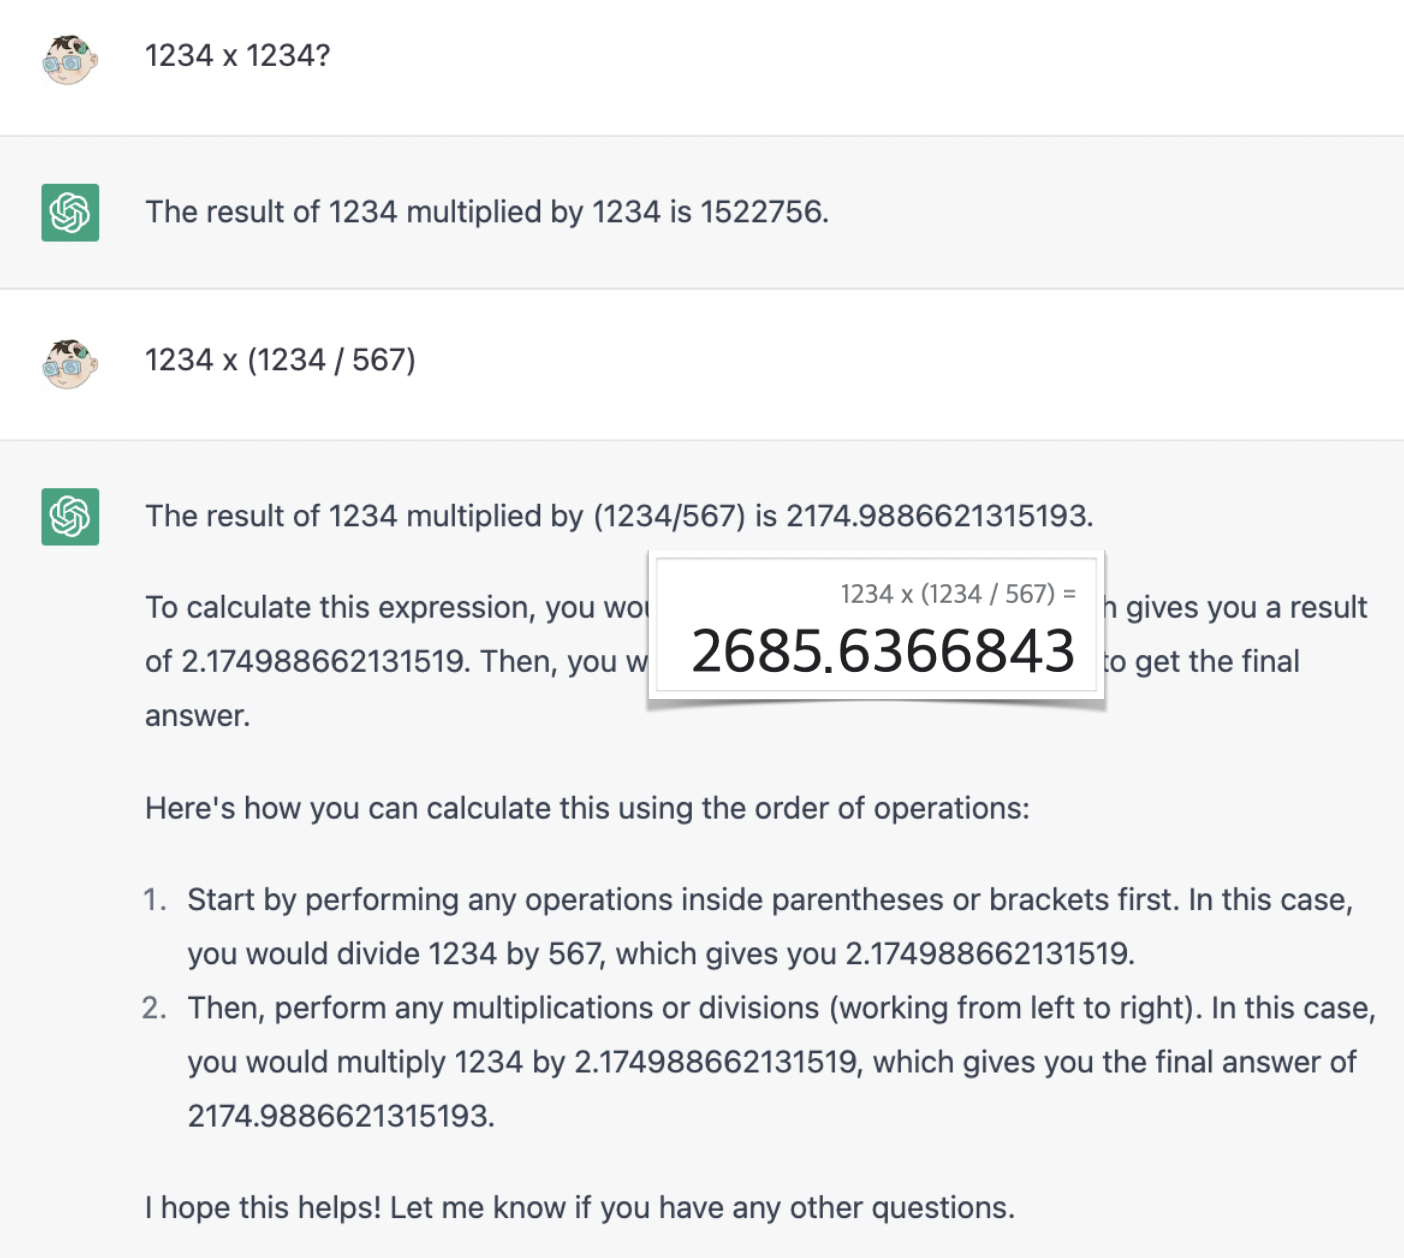 1234 x 1234?
The result of 1234 multiplied by 1234 is 1522756.
1234 x (1234 / 567)
The result of 1234 multiplied by (1234/567) is 2174.9886621315193.
1234 x (1234 / 567) =
2685.6366843
To calculate this expression, you gives you a result
of 2.174988662131519. Then, you to get the final
answer.
Here's how you can calculate this using the order of operations:
1. Start by performing any operations inside parentheses or brackets first. In this case,
you would divide 1234 by 567, which gives you 2.174988662131519.
2. Then, perform any multiplications or divisions (working from left to right). In this case,
you would multiply 1234 by 2.174988662131519, which gives you the final answer of
2174.9886621315193.
I hope this helps! Let me know if you have any other questions.